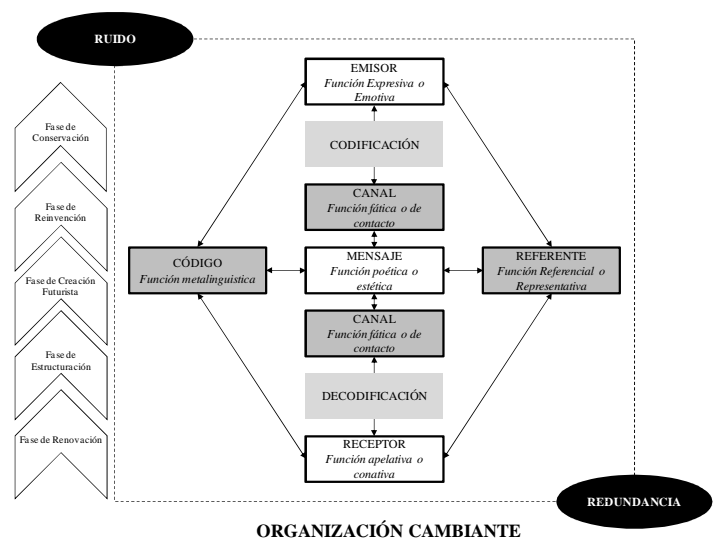 RUIDO
EMISOR
Función Expresiva o
Emotiva
CODIFICACIÓN
CANAL
Función fática o de
contacto
CÓDIGO
Función metalinguistica
MENSAJE
Función poética o
estética
REFERENTE
Función Referencial o
Representativa
CANAL
Función fática o de
contacto
DECODIFICACIÓN
RECEPTOR
Función apelativa o
conativa
Fase de
Conservación
Fase de
Reinvención
Fase de Creación
Futurista
Fase de
Estructuración
Fase de Renovación
REDUNDANCIA
ORGANIZACIÓN CAMBIANTE